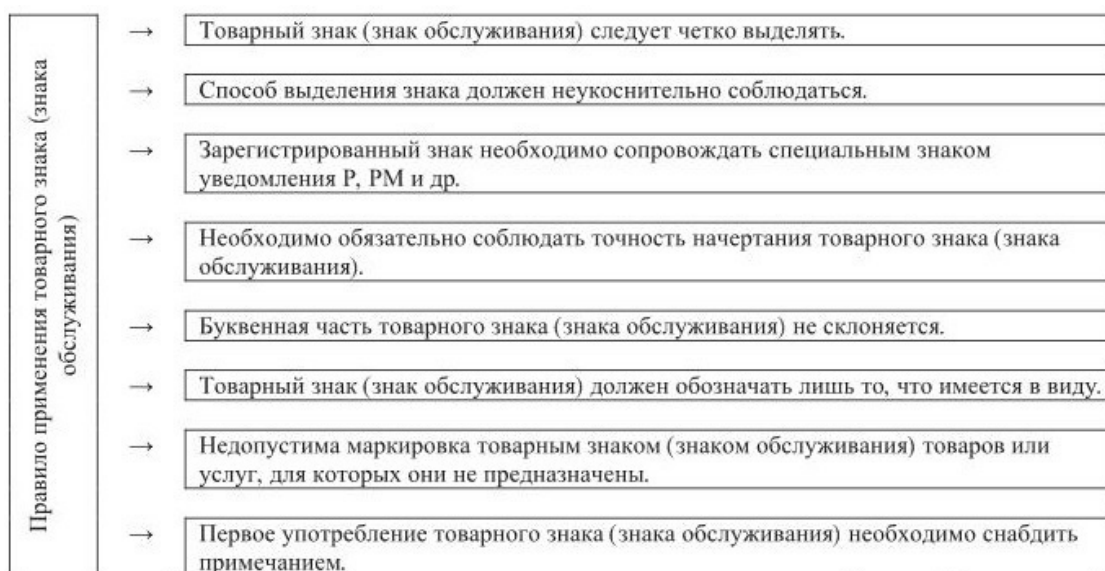 Правило применения товарного знака (знака
обслуживания)
→ Товарный знак (знак обслуживания) следует четко выделять.
→ Способ выделения знака должен неукоснительно соблюдаться.
→ Зарегистрированный знак необходимо сопровождать специальным знаком
уведомления Р, РМ и др.
→ Необходимо обязательно соблюдать точность начертания товарного знака (знака
обслуживания).
→ Буквенная часть товарного знака (знака обслуживания) не склоняется.
→ Товарный знак (знак обслуживания) должен обозначать лишь то, что имеется в виду.
→ Недопустима маркировка товарным знаком (знаком обслуживания) товаров или
услуг, для которых они не предназначены.
→ Первое употребление товарного знака (знака обслуживания) необходимо снабдить
примечанием.